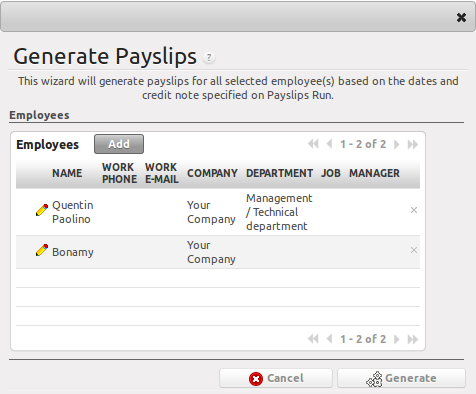 Generate Payslips ?
This wizard will generate payslips for all selected employee(s) based on the dates and
credit note specified on Payslips Run.
Employees
Employees Add 1 - 2 of 2
NAME WORK PHONE WORK E-MAIL COMPANY DEPARTMENT JOB MANAGER
Quentin Your Management
Paolino Company / Technical
department
Bonamy Your
Company
1 - 2 of 2
Cancel Generate